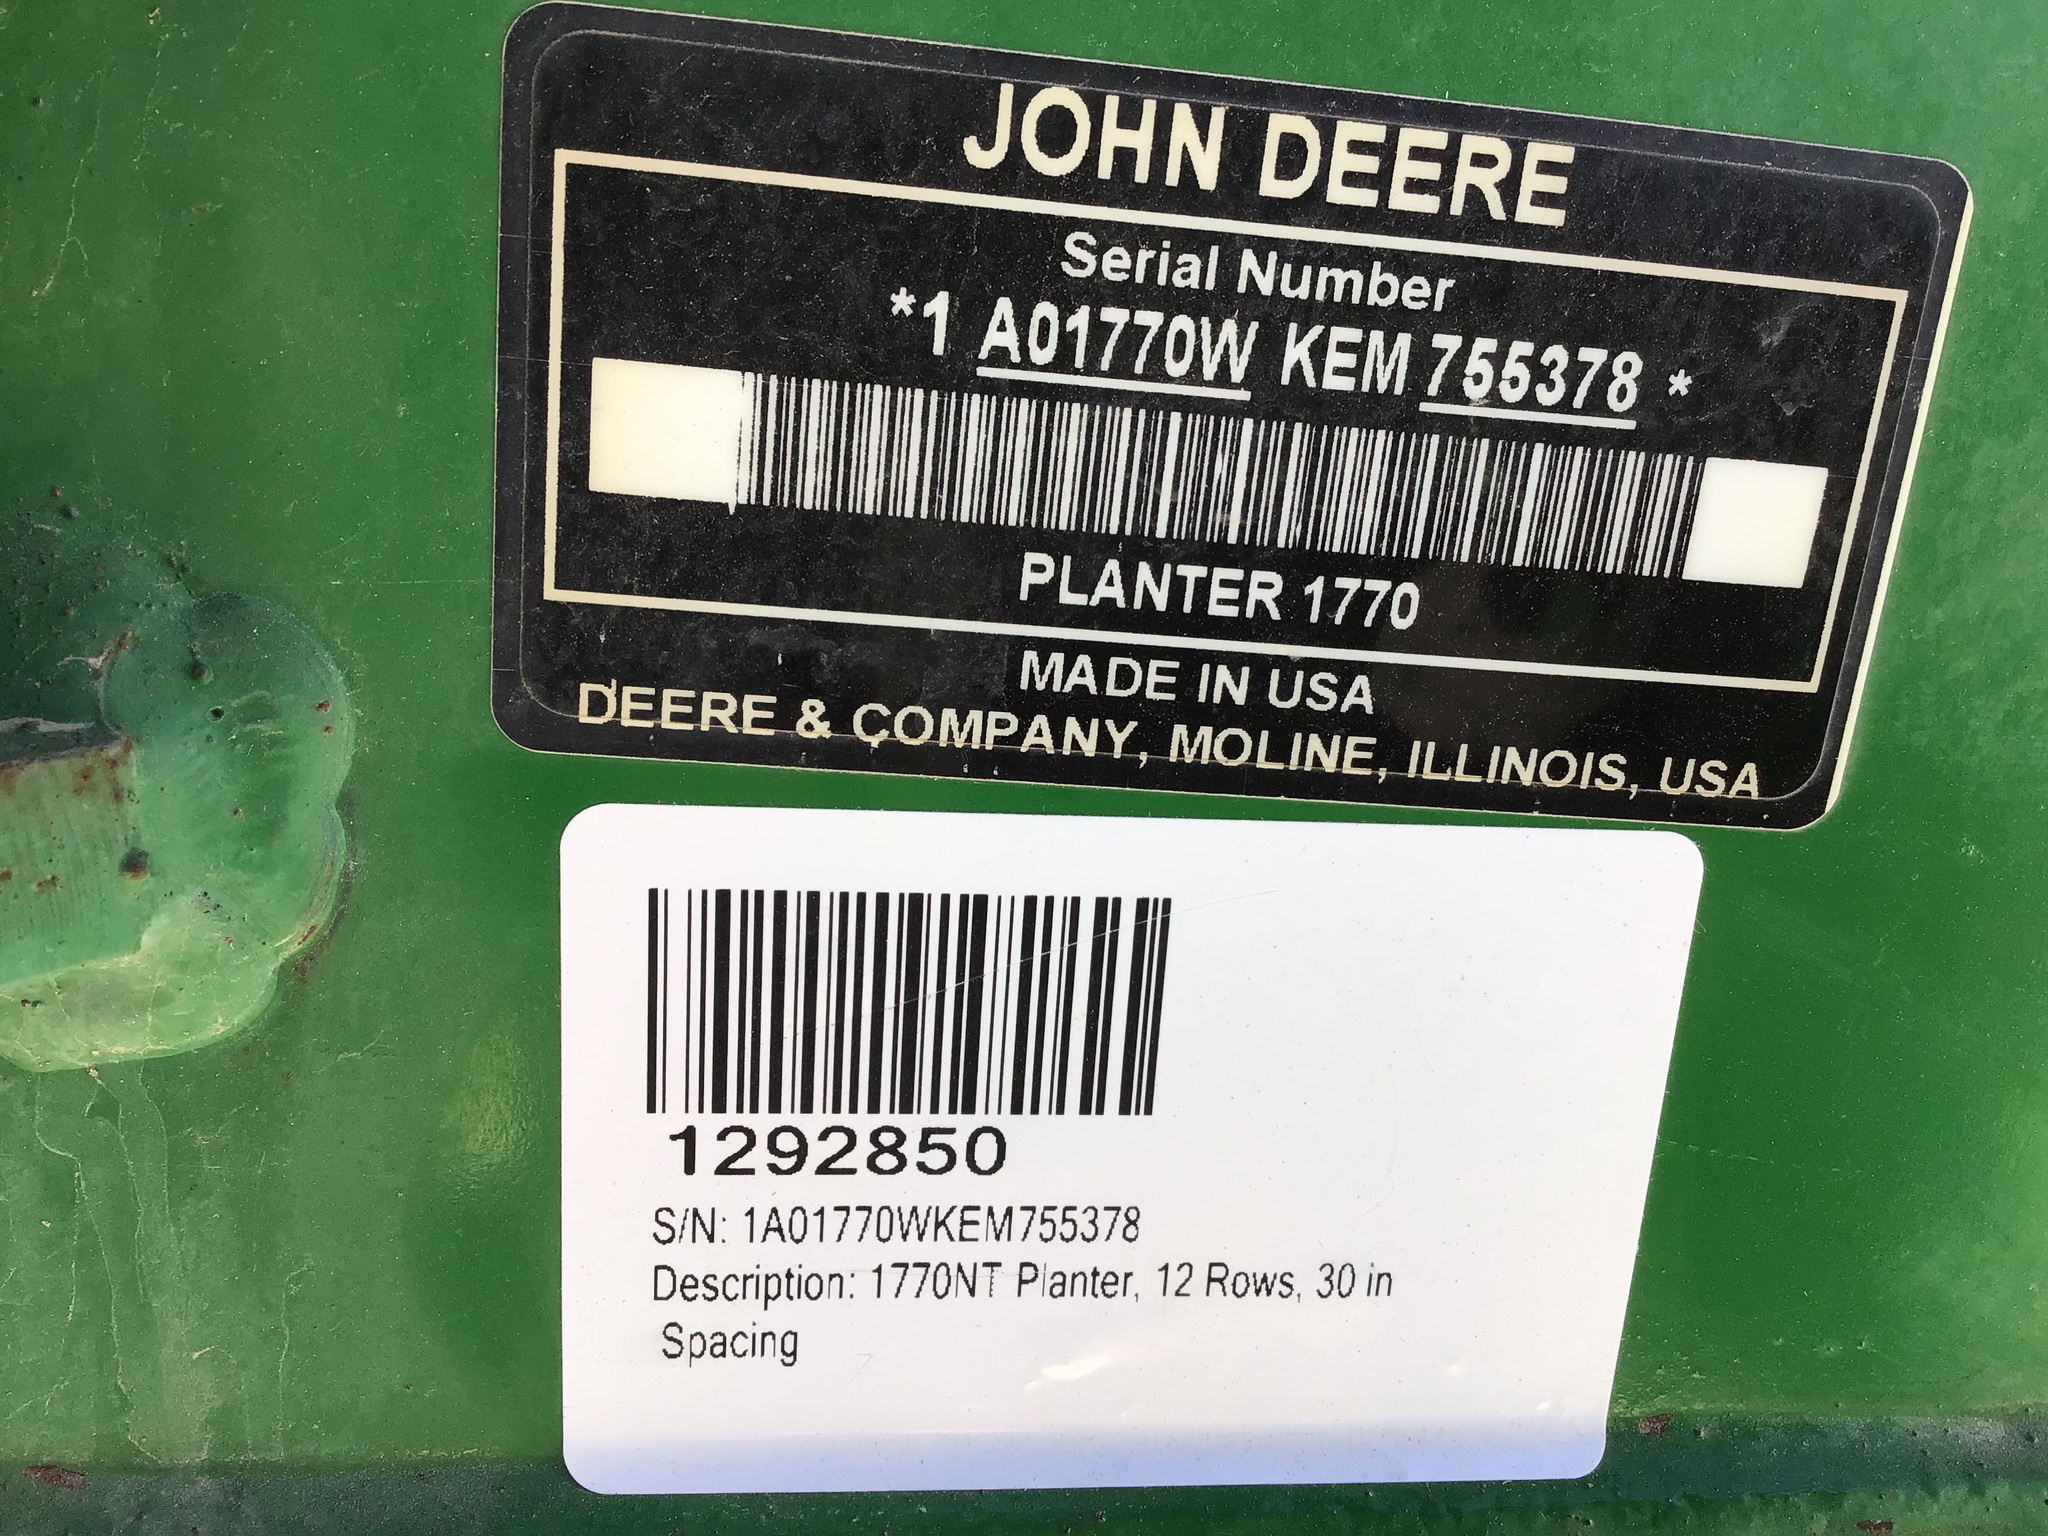 JOHN DEERE
Serial Number
*1 A01770W KEM 755378 *
PLANTER 1770
MADE IN USA
DEERE & COMPANY, MOLINE, ILLINOIS, USA
1292850
S/N: 1A01770WKEM755378
Description: 1770NT Planter, 12 Rows, 30 in
Spacing